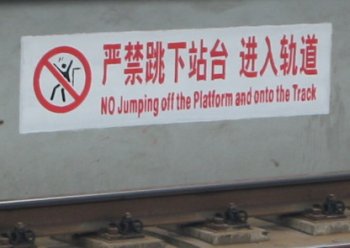 严禁跳下站台 进入轨道
NO Jumping off the Platform and onto the Track